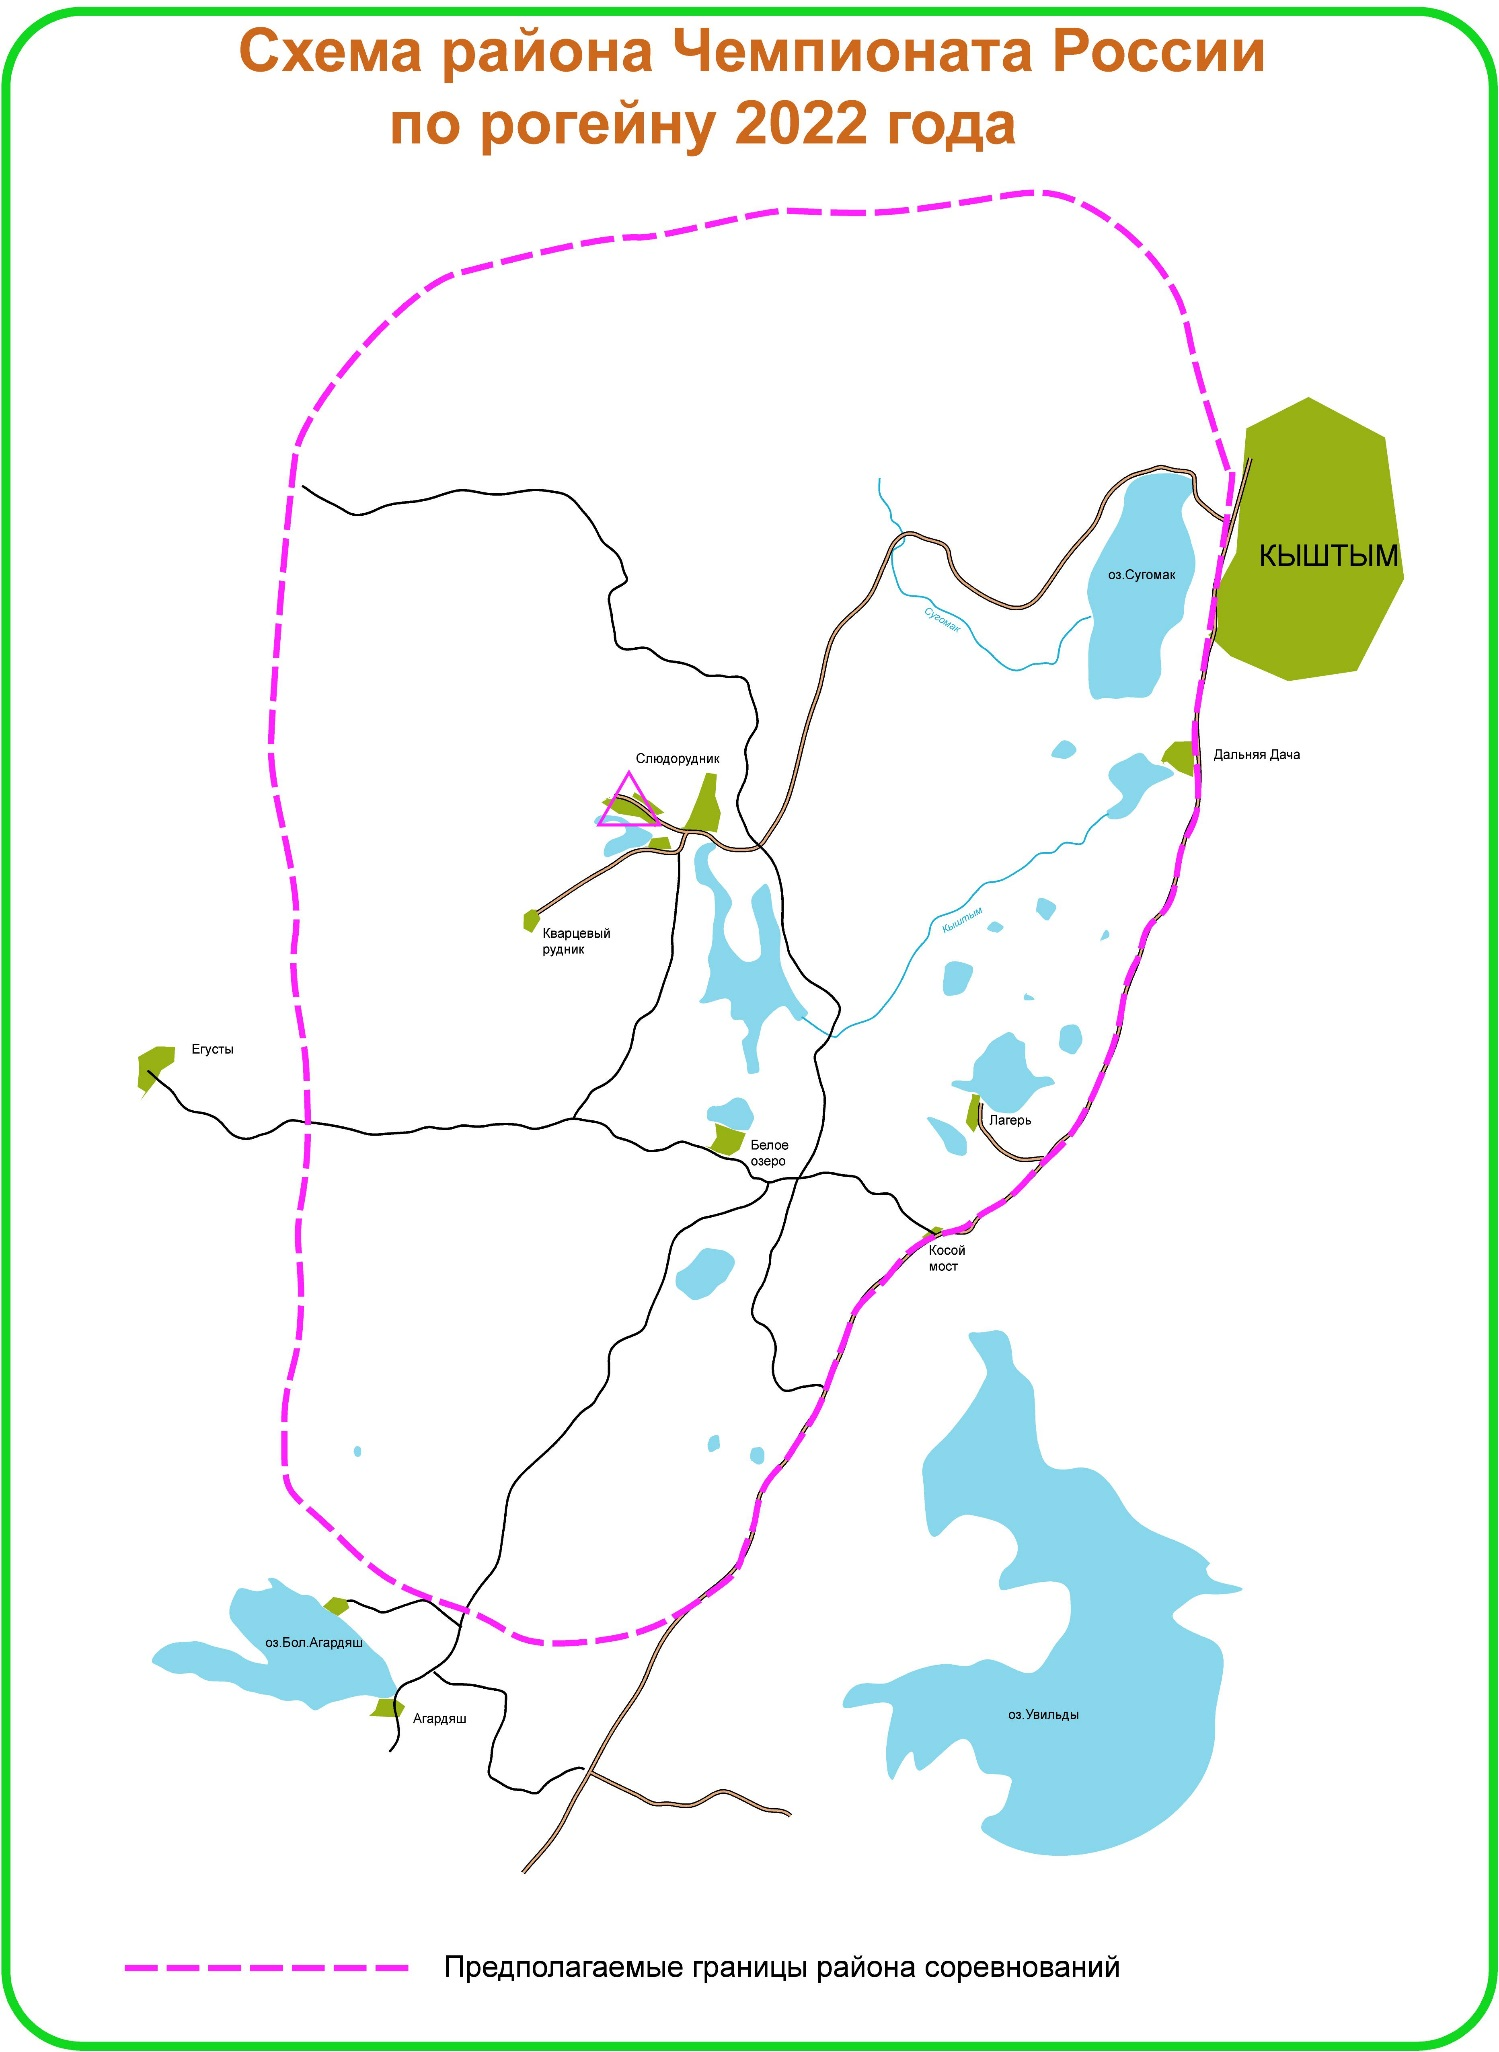 Схема района Чемпионата России
по рогейну 2022 года
КЫШТЫМ
оз.Сугомак
Сугомак
Дальняя Дача
Слюдорудник
Кыштым
Кварцевый
рудник
Егусты
Лагерь
Белое
озеро
Косой
мост
оз.Бол.Агардяш
Агардяш
оз.Увильды
Предполагаемые границы района соревнований